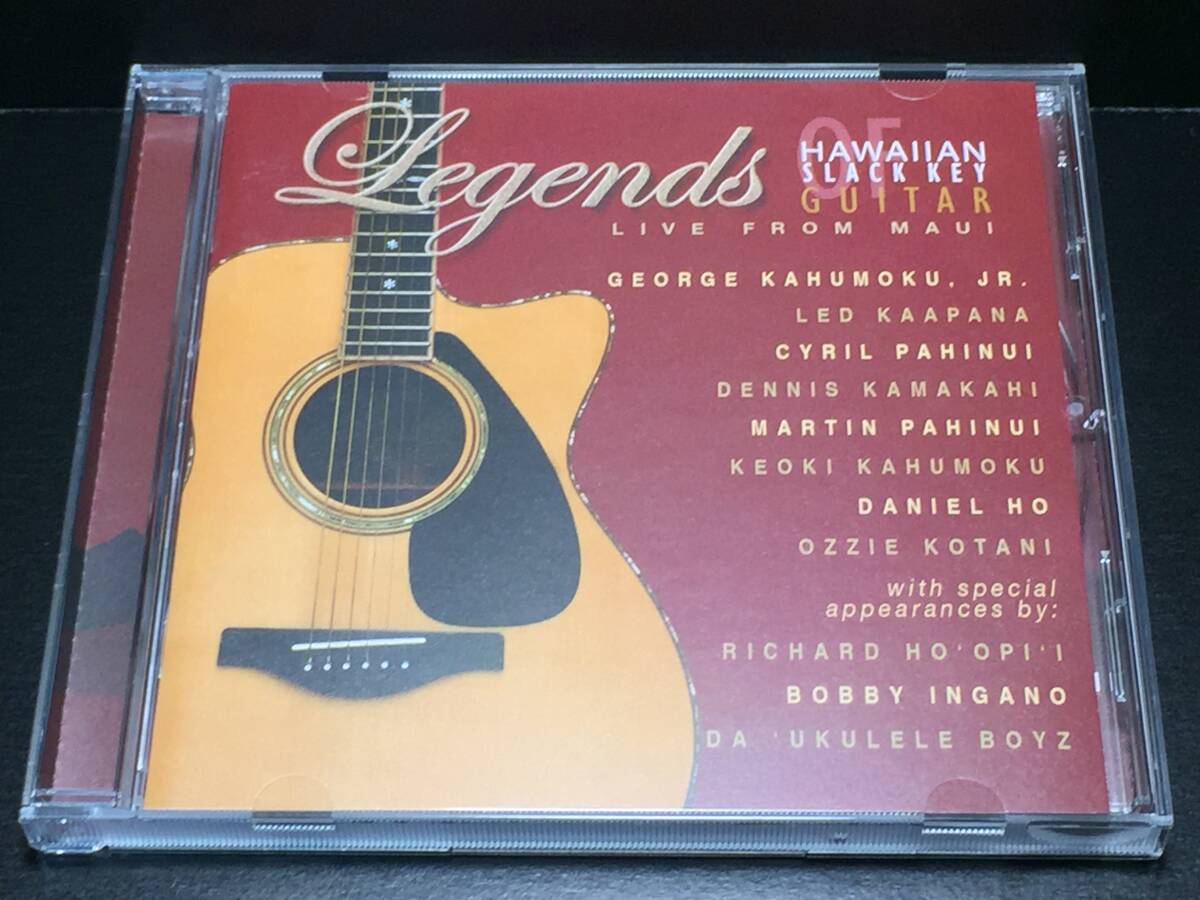 Legends
OF
HAWAIIAN
SLACK KEY
GUITAR
LIVE FROM MAUI
GEORGE KAHUMOKU, JR.
LED KAAPANA
CYRIL PAHINUI
DENNIS KAMAKAHI
MARTIN PAHINUI
KEOKI KAHUMOKU
DANIEL HO
OZZIE KOTANI
with special
appearances by:
RICHARD HO'OPI'I
BOBBY INGANO
DA 'UKULELE BOYZ